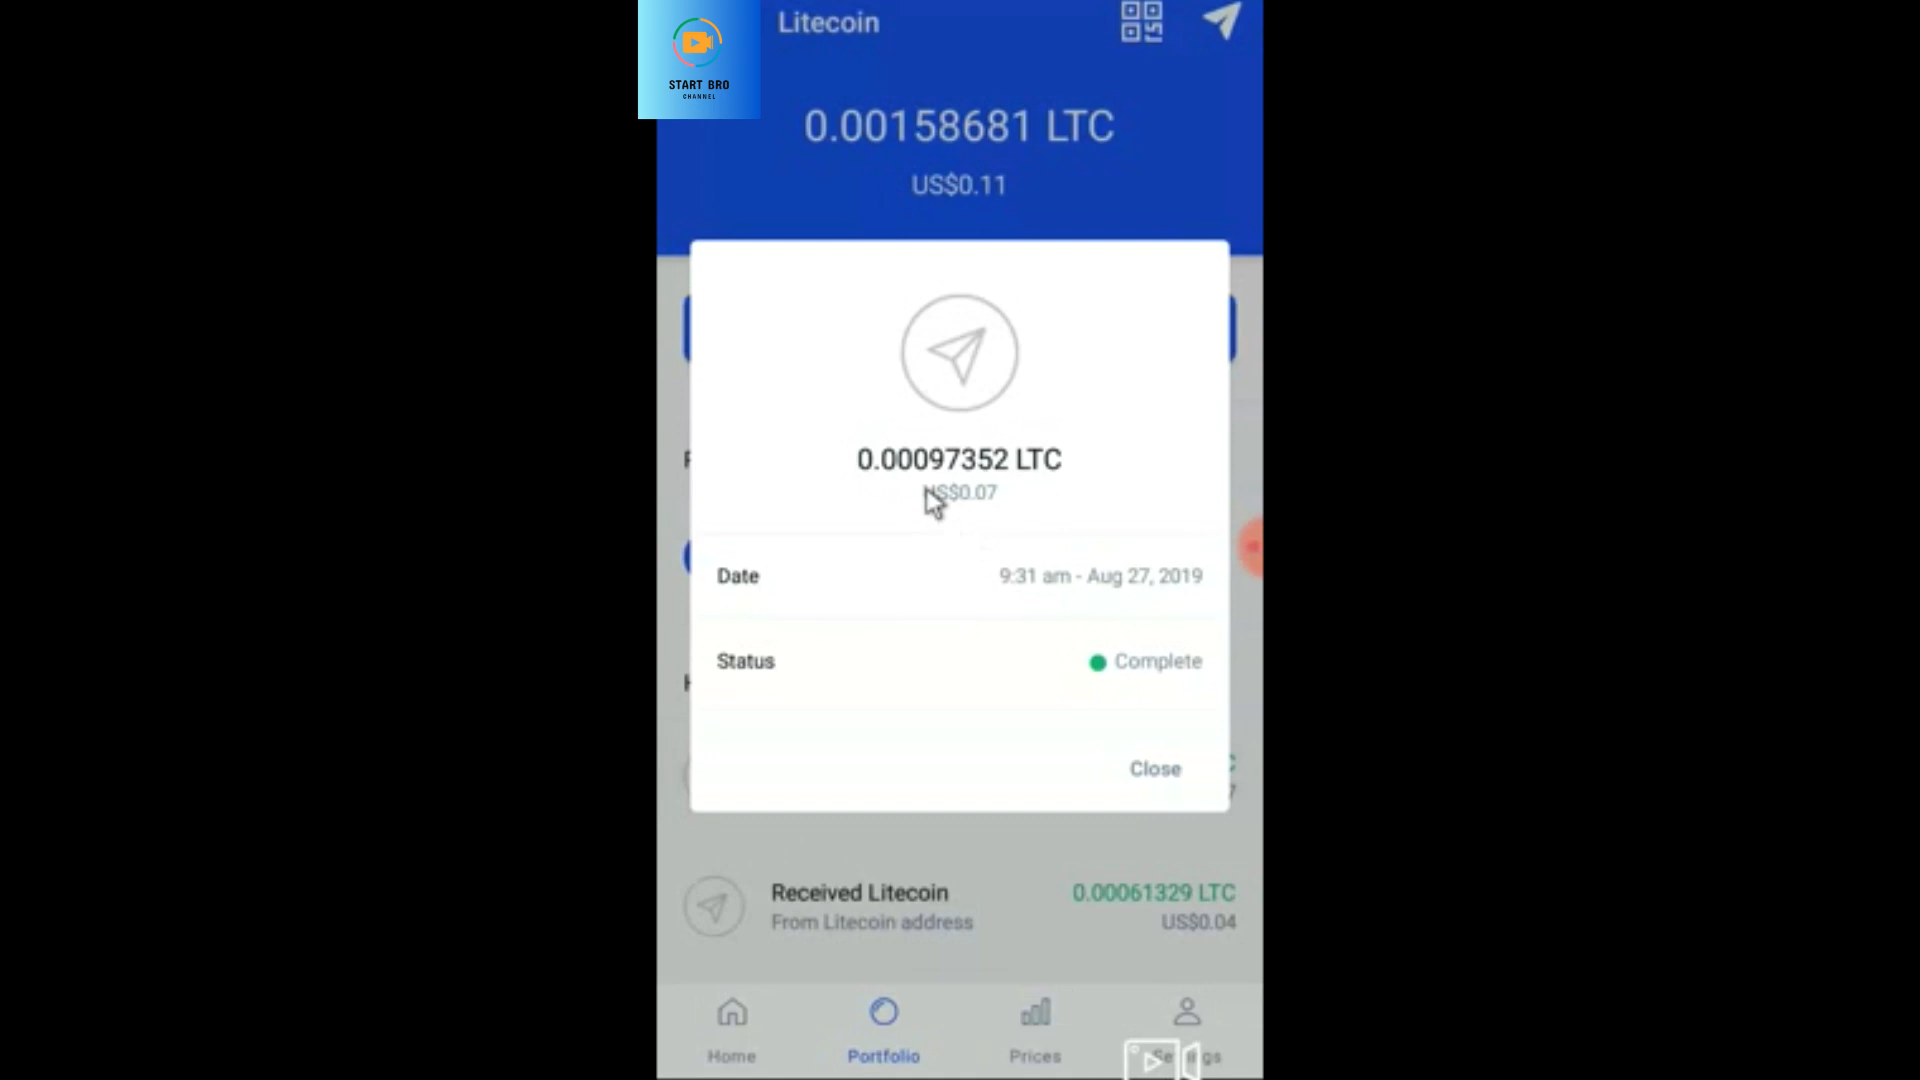 START BRO
CHANNEL
Litecoin
0.00158681 LTC
US$0.11
0.00097352 LTC
US$0.07
Date
9:31 am - Aug 27, 2019
Status
Complete
Close
Received Litecoin
0.00061329 LTC
From Litecoin address
US$0.04
Home
Portfolio
Prices